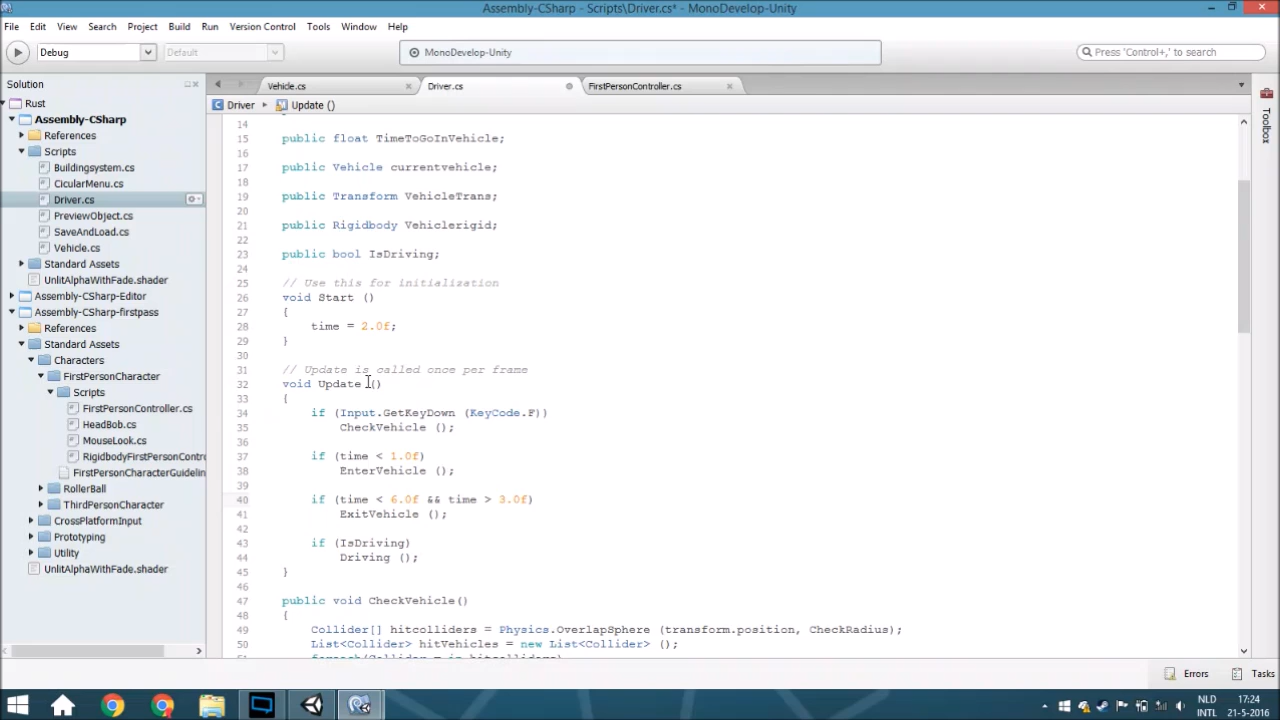 Assembly-CSharp - Scripts\Driver.cs* - MonoDevelop-Unity
File Edit View Search Project Build Run Version Control Tools Window Help
Debug Default MonoDevelop-Unity Press 'Control+,' to search
Solution
Vehicle.cs Driver.cs FirstPersonController.cs
Driver Update ()
Toolbox
Rust
Assembly-CSharp
References
Scripts
Buildingsystem.cs
CicularMenu.cs
Driver.cs
PreviewObject.cs
SaveAndLoad.cs
Vehicle.cs
Standard Assets
UnlitAlphaWithFade.shader
Assembly-CSharp-Editor
Assembly-CSharp-firstpass
References
Standard Assets
Characters
FirstPersonCharacter
Scripts
FirstPersonController.cs
HeadBob.cs
MouseLook.cs
RigidbodyFirstPersonContro
FirstPersonCharacterGuidelin
RollerBall
ThirdPersonCharacter
CrossPlatformInput
Prototyping
Utility
UnlitAlphaWithFade.shader
14
15 public float TimeToGoInVehicle;
16
17 public Vehicle currentvehicle;
18
19 public Transform VehicleTrans;
20
21 public Rigidbody Vehiclerigid;
22
23 public bool IsDriving;
24
25 // Use this for initialization
26 void Start ()
27 {
28 time = 2.0f;
29 }
30
31 // Update is called once per frame
32 void Update ()
33 {
34 if (Input.GetKeyDown (KeyCode.F))
35 CheckVehicle ();
36
37 if (time < 1.0f)
38 EnterVehicle ();
39
40 if (time < 6.0f && time > 3.0f)
41 ExitVehicle ();
42
43 if (IsDriving)
44 Driving ();
45 }
46
47 public void CheckVehicle()
48 {
49 Collider[] hitcolliders = Physics.OverlapSphere (transform.position, CheckRadius);
50 List<Collider> hitVehicles = new List<Collider> ();
Errors Tasks
NLD 17:24
INTL 21-5-2016